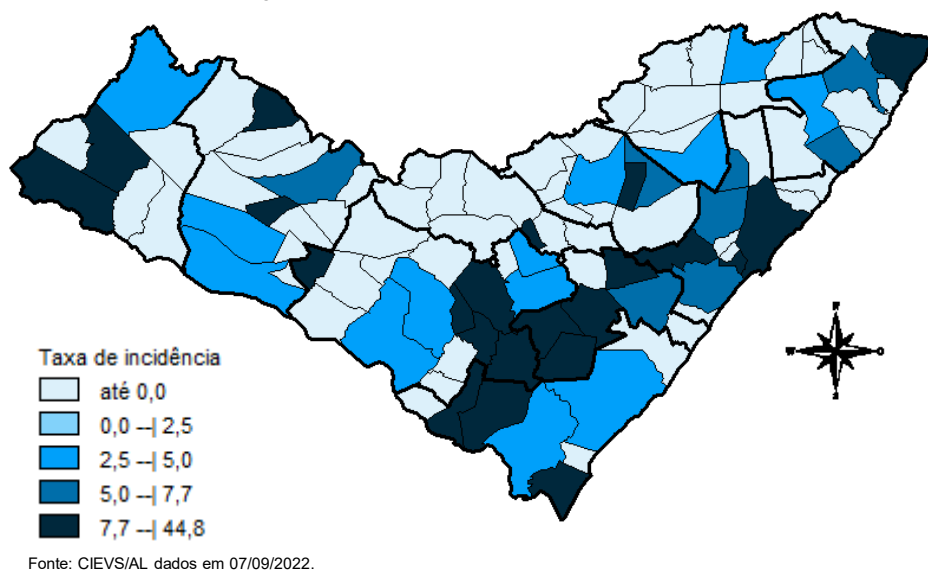 Taxa de incidência
até 0,0
0,0 --| 2,5
2,5 --| 5,0
5,0 --| 7,7
7,7 --| 44,8
Fonte: CIEVS/AL dados em 07/09/2022.